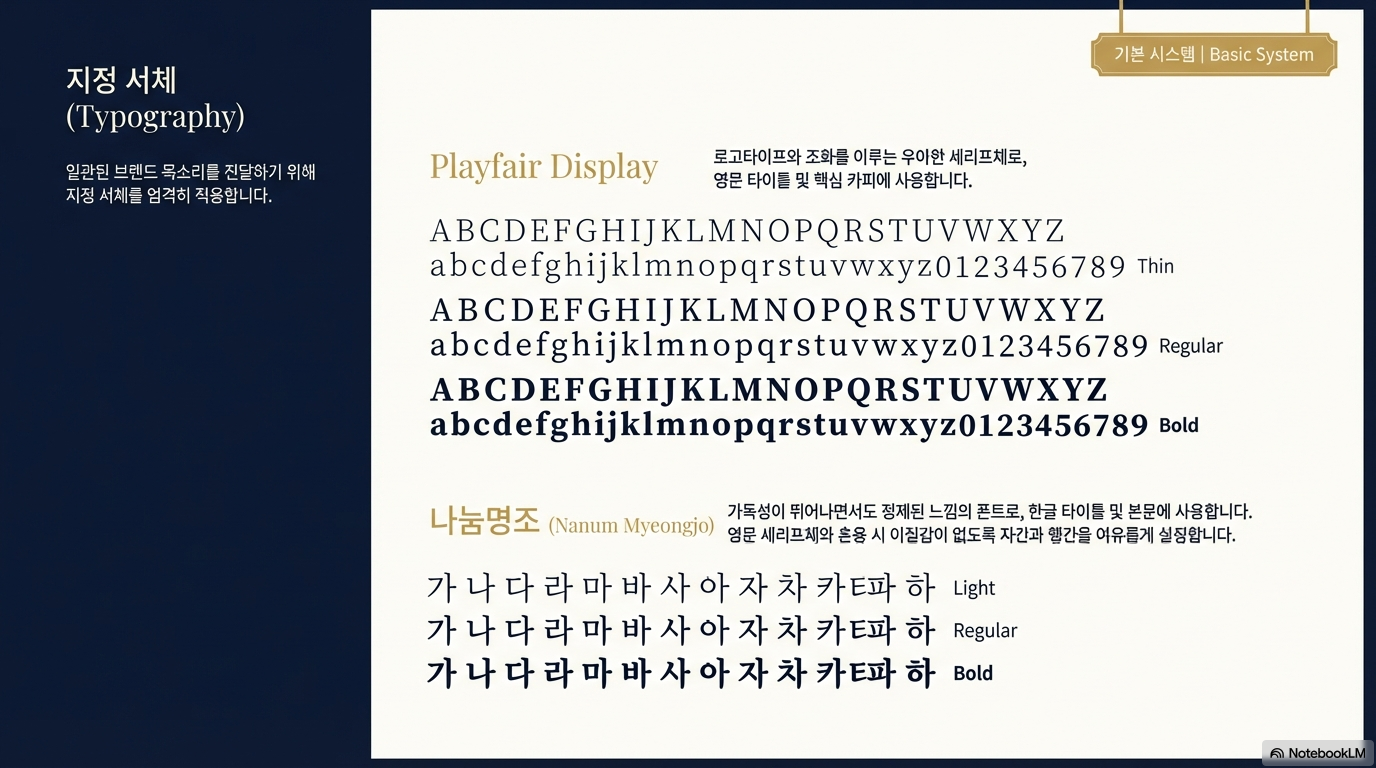 지정 서체
(Typography)
일관된 브랜드 목소리를 전달하기 위해
지정 서체를 엄격히 적용합니다.
기본 시스템 | Basic System
Playfair Display
로고타이프와 조화를 이루는 우아한 세리프체로,
영문 타이틀 및 핵심 카피에 사용합니다.
ABCDEFGHIJKLMNOPQRSTUVWXYZ
abcdefghijklmnopqrstuvwxyz0123456789 Thin
ABCDEFGHIJKLMNOPQRSTUVWXYZ
abcdefghijklmnopqrstuvwxyz0123456789 Regular
ABCDEFGHIJKLMNOPQRSTUVWXYZ
abcdefghijklmnopqrstuvwxyz0123456789 Bold
나눔명조 (Nanum Myeongjo)
가독성이 뛰어나면서도 정제된 느낌의 폰트로, 한글 타이틀 및 본문에 사용합니다.
영문 세리프체와 혼용 시 이질감이 없도록 자간과 행간을 여유롭게 설정합니다.
가 나 다 라 마 바 사 아 자 차 카 파 하 Light
가 나 다 라 마 바 사 아 자 차 카 파 하 Regular
가 나 다 라 마 바 사 아 자 차 카 파 하 Bold
NotebookLM